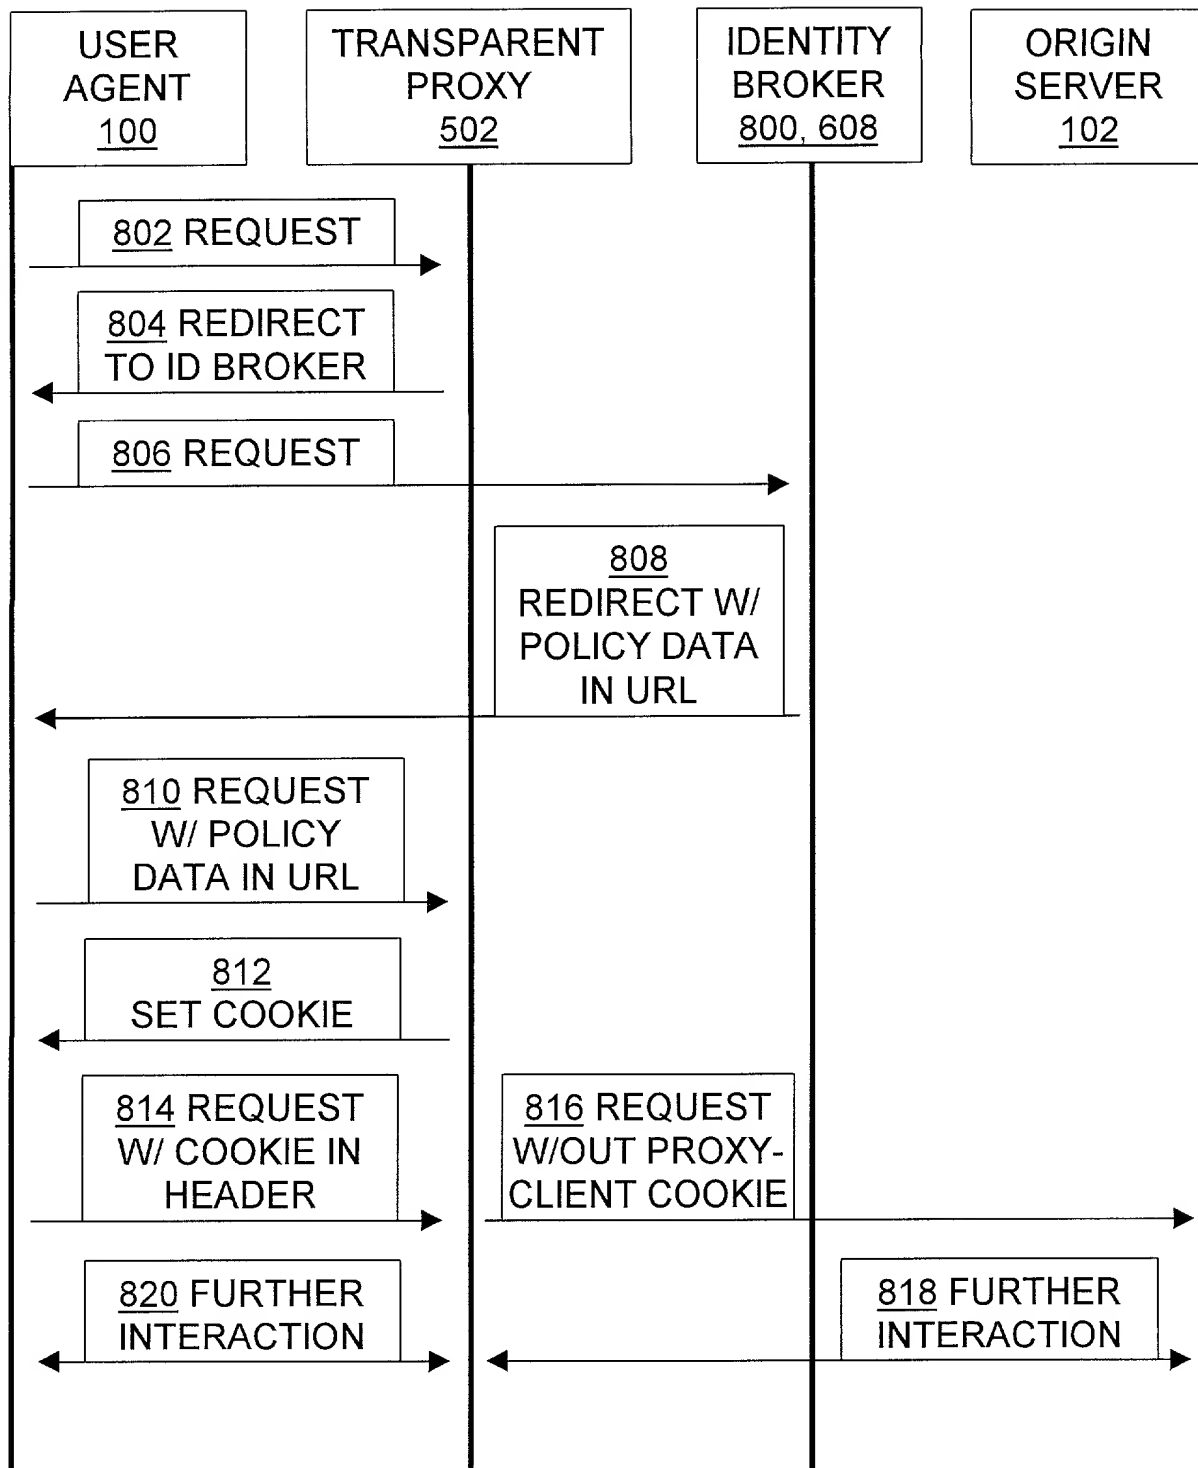 USER
AGENT
100
TRANSPARENT
PROXY
502
IDENTITY
BROKER
800, 608
ORIGIN
SERVER
102
802 REQUEST
804 REDIRECT
TO ID BROKER
806 REQUEST
808
REDIRECT W/
POLICY DATA
IN URL
810 REQUEST
W/ POLICY
DATA IN URL
812
SET COOKIE
814 REQUEST
W/ COOKIE IN
HEADER
816 REQUEST
W/OUT PROXY-
CLIENT COOKIE
820 FURTHER
INTERACTION
818 FURTHER
INTERACTION